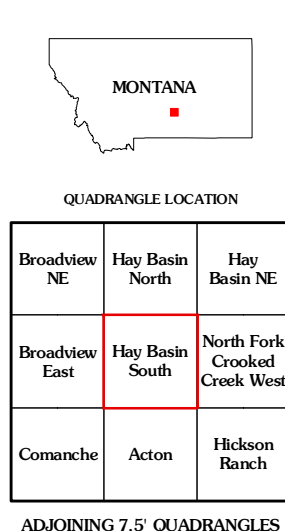 MONTANA
QUADRANGLE LOCATION
Broadview NE
Hay Basin North
Hay Basin NE
Broadview East
Hay Basin South
North Fork Crooked Creek West
Comanche
Acton
Hickson Ranch
ADJOINING 7.5' QUADRANGLES